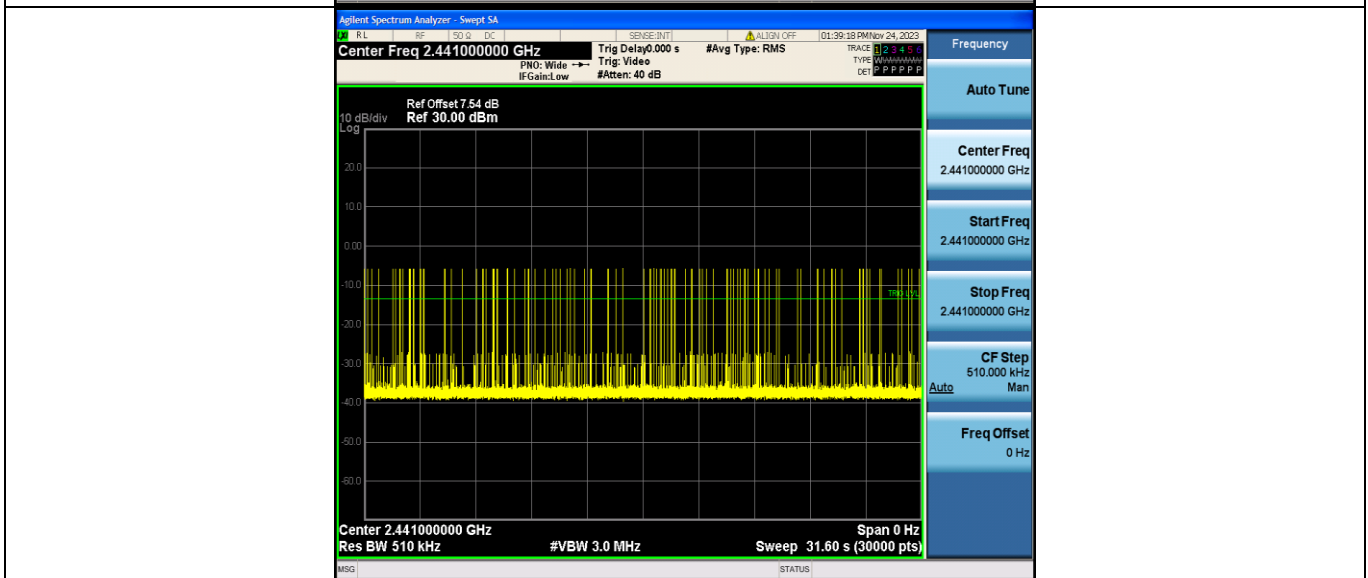 Agilent Spectrum Analyzer - Swept SA
RL RF 50 Ω DC SENSE:INT ALIGN OFF 01:39:18 PM Nov 24, 2023
Center Freq 2.441000000 GHz
PNO: Wide
IFGain:Low
Trig Delay0.000 s
Trig: Video
#Atten: 40 dB
#Avg Type: RMS
TRACE 1 2 3 4 5 6
TYPE
DET P P P P P P
Frequency
Auto Tune
Center Freq
2.441000000 GHz
Start Freq
2.441000000 GHz
Stop Freq
2.441000000 GHz
CF Step
510.000 kHz
Auto Man
Freq Offset
0 Hz
Ref Offset 7.54 dB
10 dB/div Ref 30.00 dBm
Log
20.0
10.0
0.00
-10.0
TRIG LVL
-20.0
-30.0
-40.0
-50.0
-60.0
Center 2.441000000 GHz Span 0 Hz
Res BW 510 kHz #VBW 3.0 MHz Sweep 31.60 s (30000 pts)
MSG STATUS